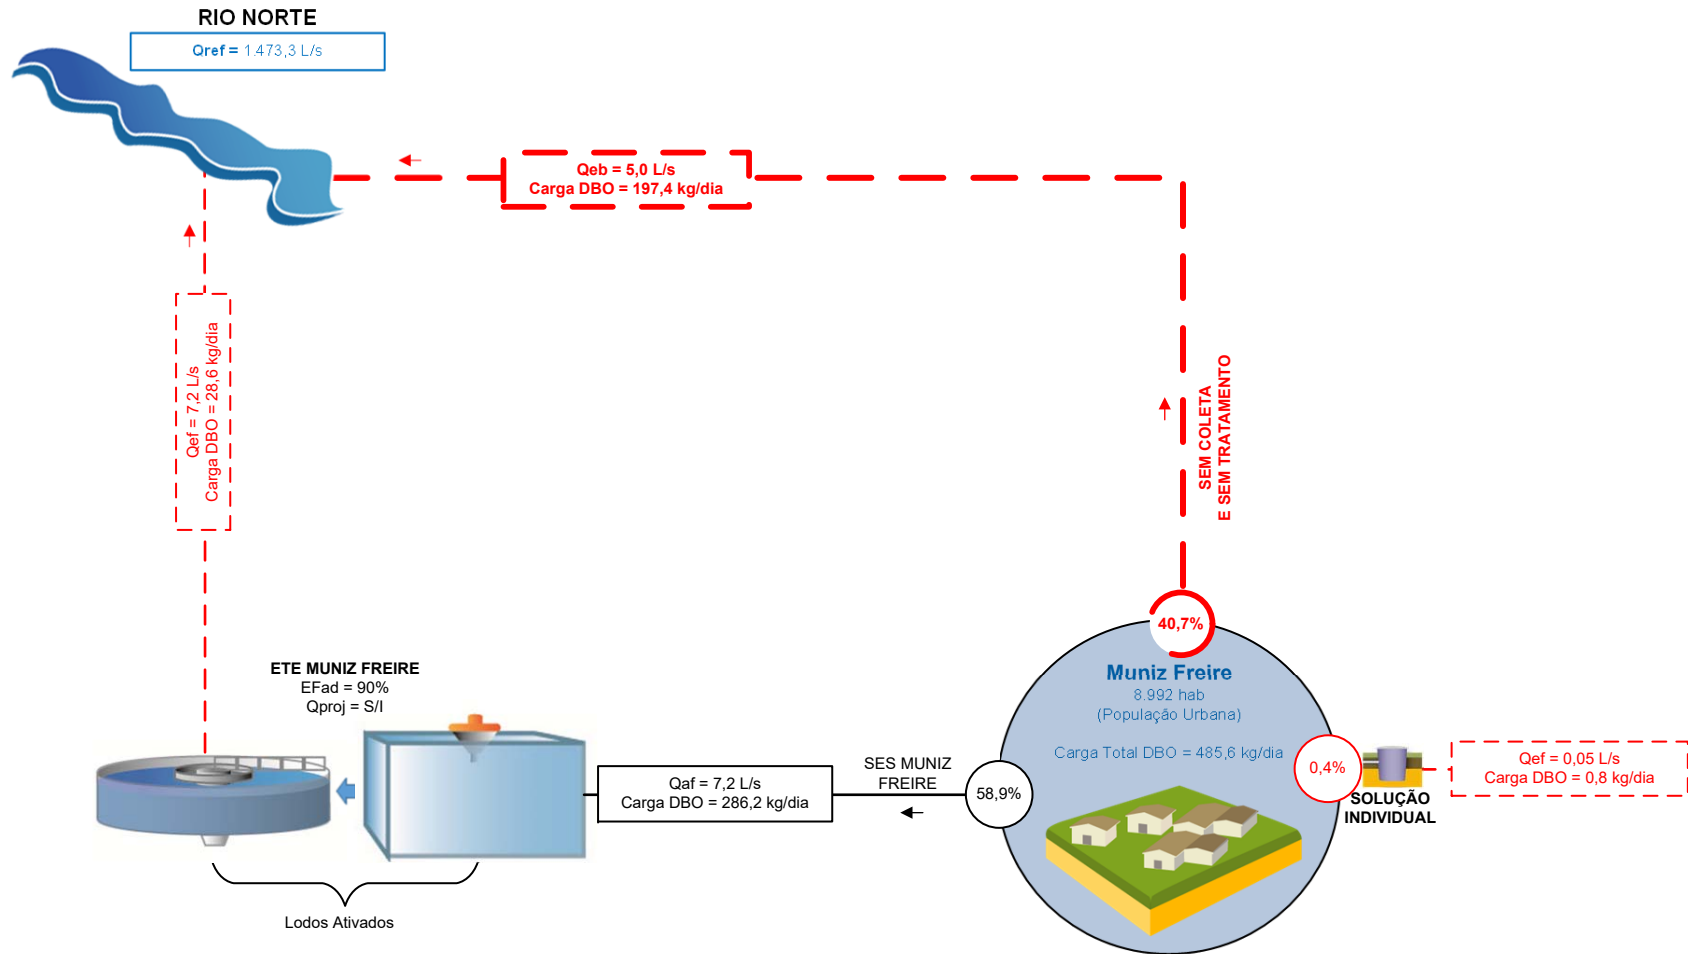 RIO NORTE
Qref = 1.473,3 L/s
Qeb = 5,0 L/s
Carga DBO = 197,4 kg/dia
Qef = 7,2 L/s
Carga DBO = 28,6 kg/dia
SEM COLETA
E SEM TRATAMENTO
40,7%
ETE MUNIZ FREIRE
EFad = 90%
Qproj = S/I
Muniz Freire
8.992 hab
(População Urbana)
Carga Total DBO = 485,6 kg/dia
SES MUNIZ
FREIRE
Qaf = 7,2 L/s
Carga DBO = 286,2 kg/dia
58,9%
0,4%
Qef = 0,05 L/s
Carga DBO = 0,8 kg/dia
SOLUÇÃO
INDIVIDUAL
Lodos Ativados